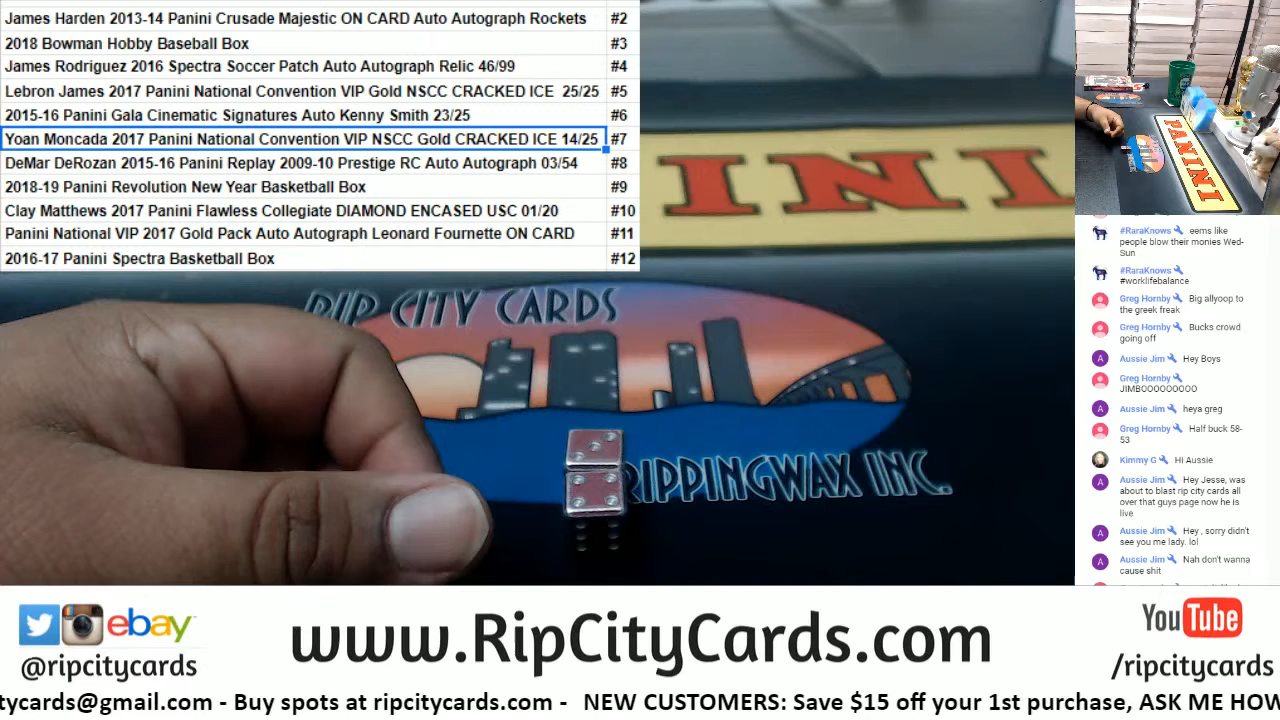 James Harden 2013-14 Panini Crusade Majestic ON CARD Auto Autograph Rockets #2
2018 Bowman Hobby Baseball Box #3
James Rodriguez 2016 Spectra Soccer Patch Auto Autograph Relic 46/99 #4
Lebron James 2017 Panini National Convention VIP Gold NSCC CRACKED ICE 25/25 #5
2015-16 Panini Gala Cinematic Signatures Auto Kenny Smith 23/25 #6
Yoan Moncada 2017 Panini National Convention VIP NSCC Gold CRACKED ICE 14/25 #7
DeMar DeRozan 2015-16 Panini Replay 2009-10 Prestige RC Auto Autograph 03/54 #8
2018-19 Panini Revolution New Year Basketball Box #9
Clay Matthews 2017 Panini Flawless Collegiate DIAMOND ENCASED USC 01/20 #10
Panini National VIP 2017 Gold Pack Auto Autograph Leonard Fournette ON CARD #11
2016-17 Panini Spectra Basketball Box #12
INI
RIP CITY CARDS
RIPPINGWAX INC.
PANINI
#RaraKnows eems like
people blow their monies Wed-
Sun
#RaraKnows
#worklifebalance
Greg Hornby Big allyoop to
the greek freak
Greg Hornby Bucks crowd
going off
A Aussie Jim Hey Boys
Greg Hornby
JIMBOOOOOOOO
A Aussie Jim heya greg
Greg Hornby Half buck 58-
53
Kimmy G Hi Aussie
A Aussie Jim Hey Jesse, was
about to blast rip city cards all
over that guys page now he is
live
A Aussie Jim Hey , sorry didn't
see you me lady. lol
A Aussie Jim Nah don't wanna
cause shit
ebay
@ripcitycards
www.RipCityCards.com
YouTube
/ripcitycards
tycards@gmail.com - Buy spots at ripcitycards.com - NEW CUSTOMERS: Save $15 off your 1st purchase, ASK ME HOW